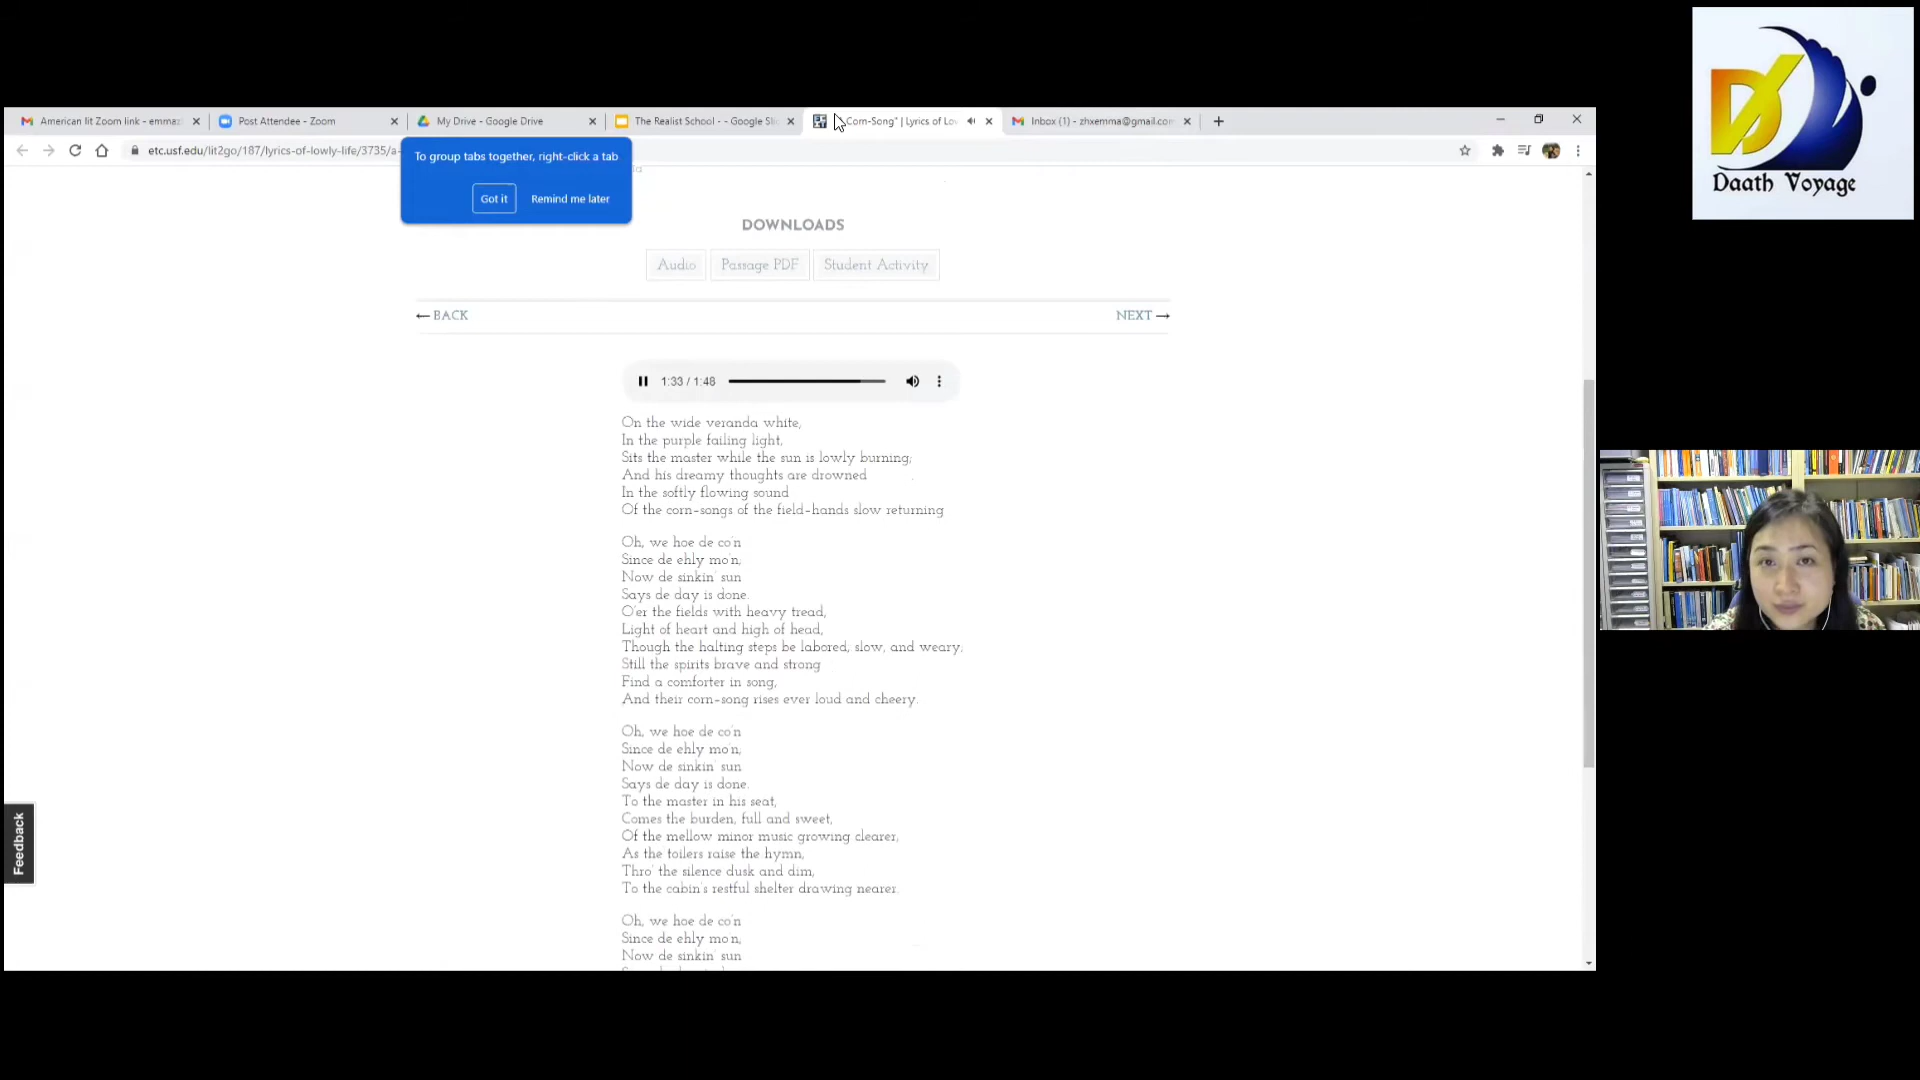 American lit Zoom link - emmaz
Post Attendee - Zoom
My Drive - Google Drive
The Realist School - - Google Sli
Corn-Song" | Lyrics of Lo
Inbox (1) - zhxemma@gmail.com
etc.usf.edu/lit2go/187/lyrics-of-lowly-life/3735/a-
To group tabs together, right-click a tab
Got it
Remind me later
Daath Voyage
DOWNLOADS
Audio
Passage PDF
Student Activity
← BACK
NEXT →
1:33 / 1:48
On the wide veranda white,
In the purple failing light,
Sits the master while the sun is lowly burning;
And his dreamy thoughts are drowned
In the softly flowing sound
Of the corn-songs of the field-hands slow returning
Oh, we hoe de co'n
Since de ehly mo'n;
Now de sinkin' sun
Says de day is done.
O'er the fields with heavy tread,
Light of heart and high of head,
Though the halting steps be labored, slow, and weary;
Still the spirits brave and strong
Find a comforter in song,
And their corn-song rises ever loud and cheery.
Oh, we hoe de co'n
Since de ehly mo'n;
Now de sinkin' sun
Says de day is done.
To the master in his seat,
Comes the burden, full and sweet,
Of the mellow minor music growing clearer,
As the toilers raise the hymn,
Thro' the silence dusk and dim,
To the cabin's restful shelter drawing nearer.
Oh, we hoe de co'n
Since de ehly mo'n;
Now de sinkin' sun
Feedback